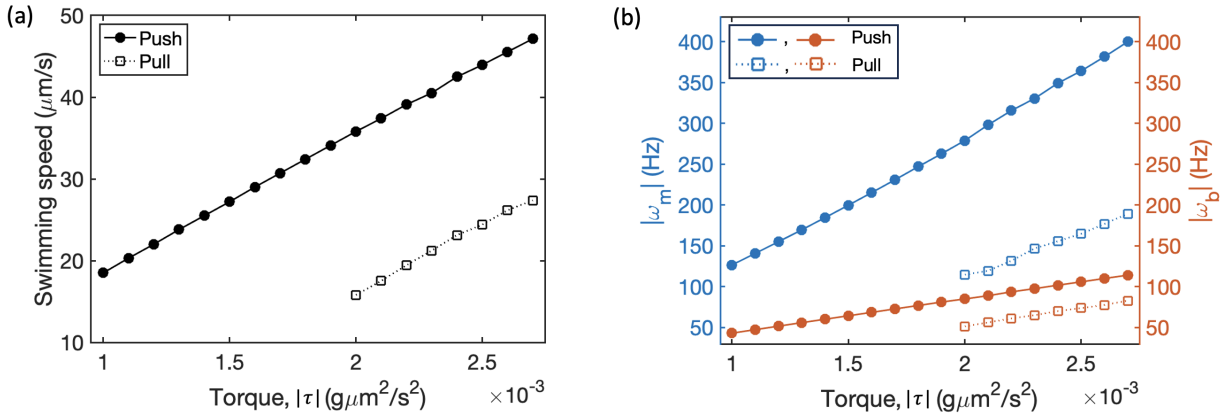 (a)
50
40
30
20
10
Swimming speed (μm/s)
Push
Pull
1
1.5
2
2.5
×10⁻³
Torque, |τ| (gμm²/s²)
(b)
400
350
300
250
200
150
100
50
|ω_m| (Hz)
, Push
, Pull
400
350
300
250
200
150
100
50
|ω_b| (Hz)
1
1.5
2
2.5
×10⁻³
Torque, |τ| (gμm²/s²)